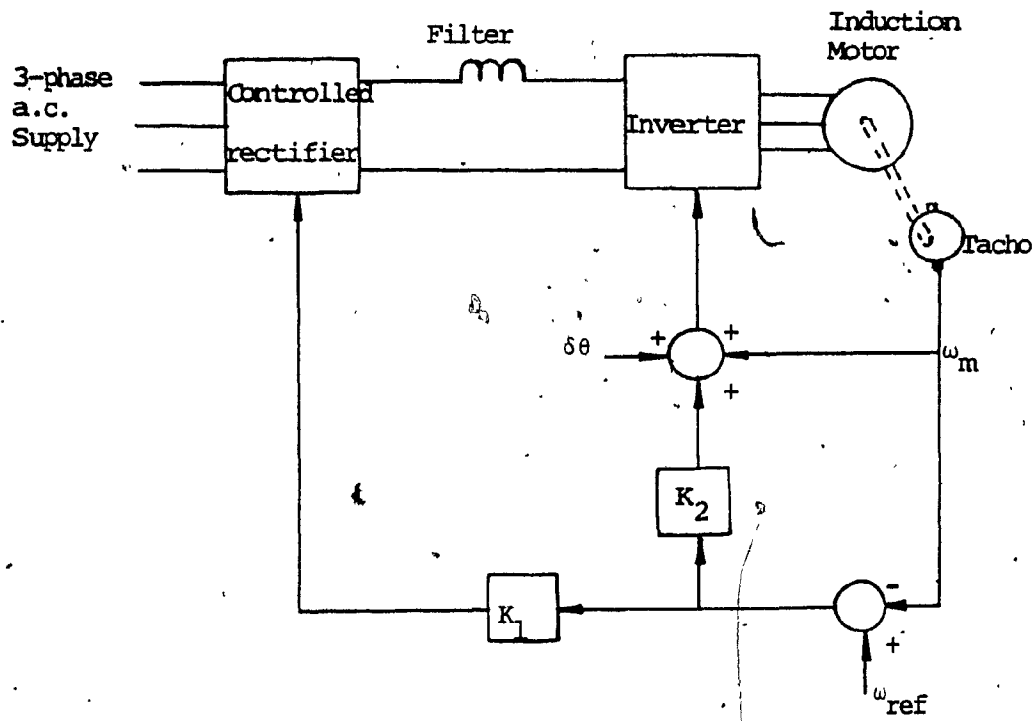 Induction
Motor
Filter
3-phase
a.c.
Supply
Controlled
rectifier
Inverter
Tacho
δθ
+
+
+
ω_m
K_2
K_1
-
+
ω_ref